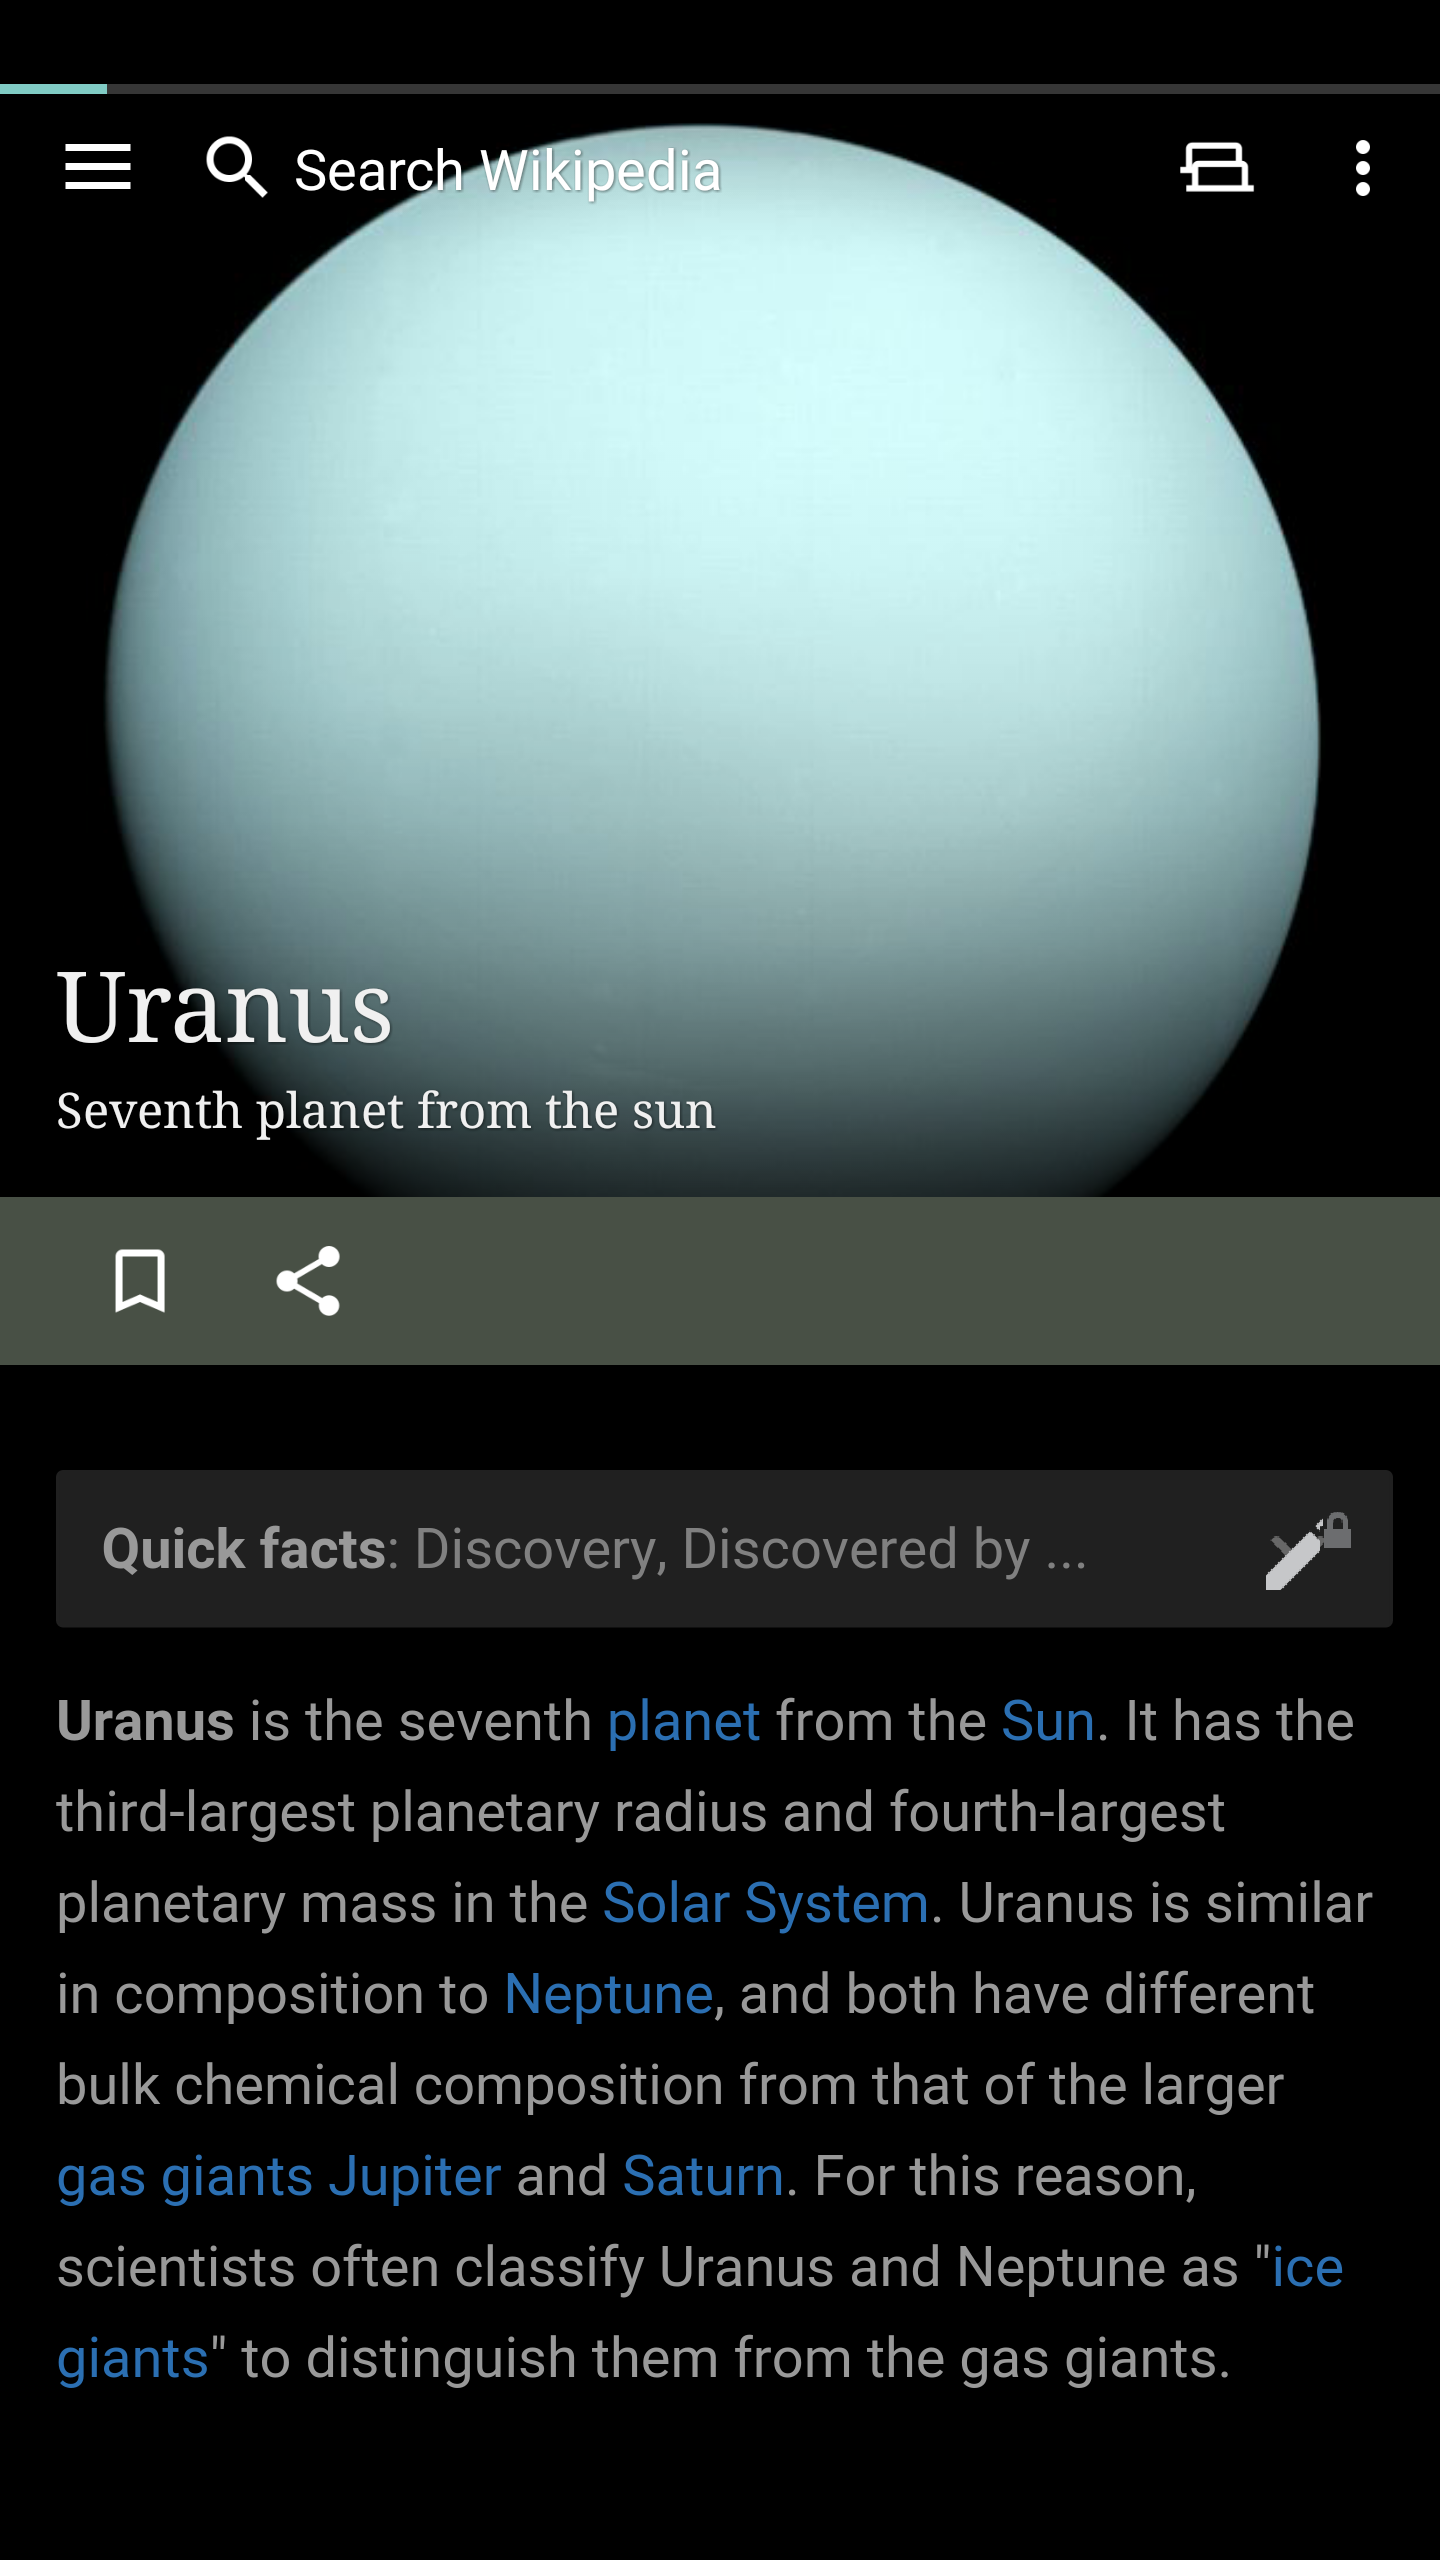 Search Wikipedia
Uranus
Seventh planet from the sun
Quick facts: Discovery, Discovered by ...
Uranus is the seventh planet from the Sun. It has the
third-largest planetary radius and fourth-largest
planetary mass in the Solar System. Uranus is similar
in composition to Neptune, and both have different
bulk chemical composition from that of the larger
gas giants Jupiter and Saturn. For this reason,
scientists often classify Uranus and Neptune as "ice
giants" to distinguish them from the gas giants.